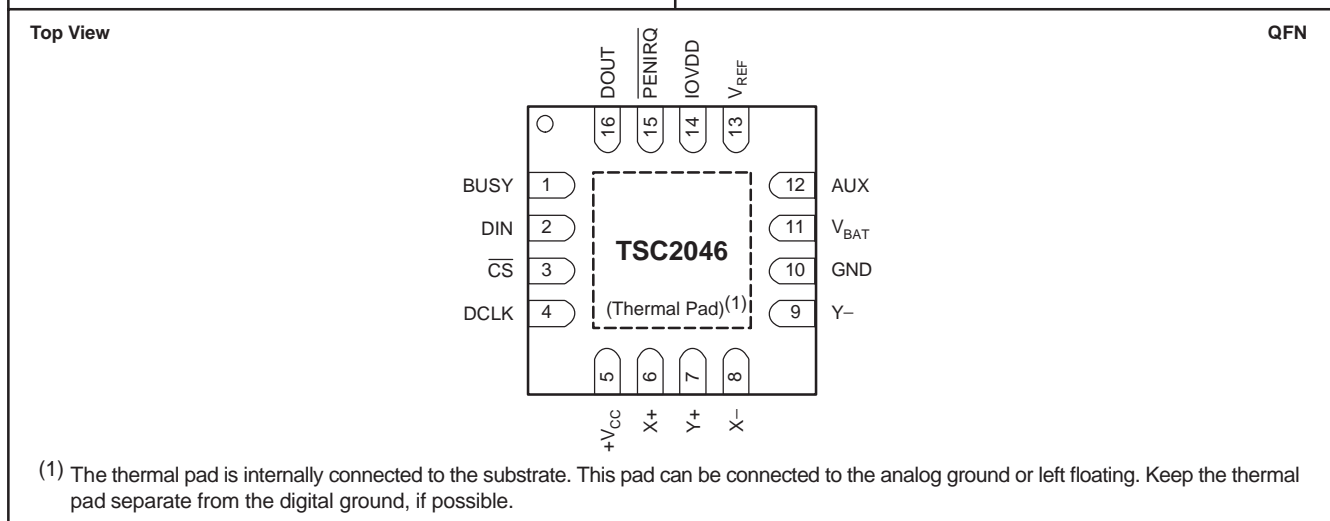 Top View
QFN
DOUT
PENIRQ
IOVDD
VREF
16
15
14
13
BUSY 1
12 AUX
DIN 2
11 VBAT
TSC2046
CS 3
10 GND
DCLK 4
(Thermal Pad)(1)
9 Y–
5
6
7
8
+VCC
X+
Y+
X–
(1) The thermal pad is internally connected to the substrate. This pad can be connected to the analog ground or left floating. Keep the thermal
pad separate from the digital ground, if possible.